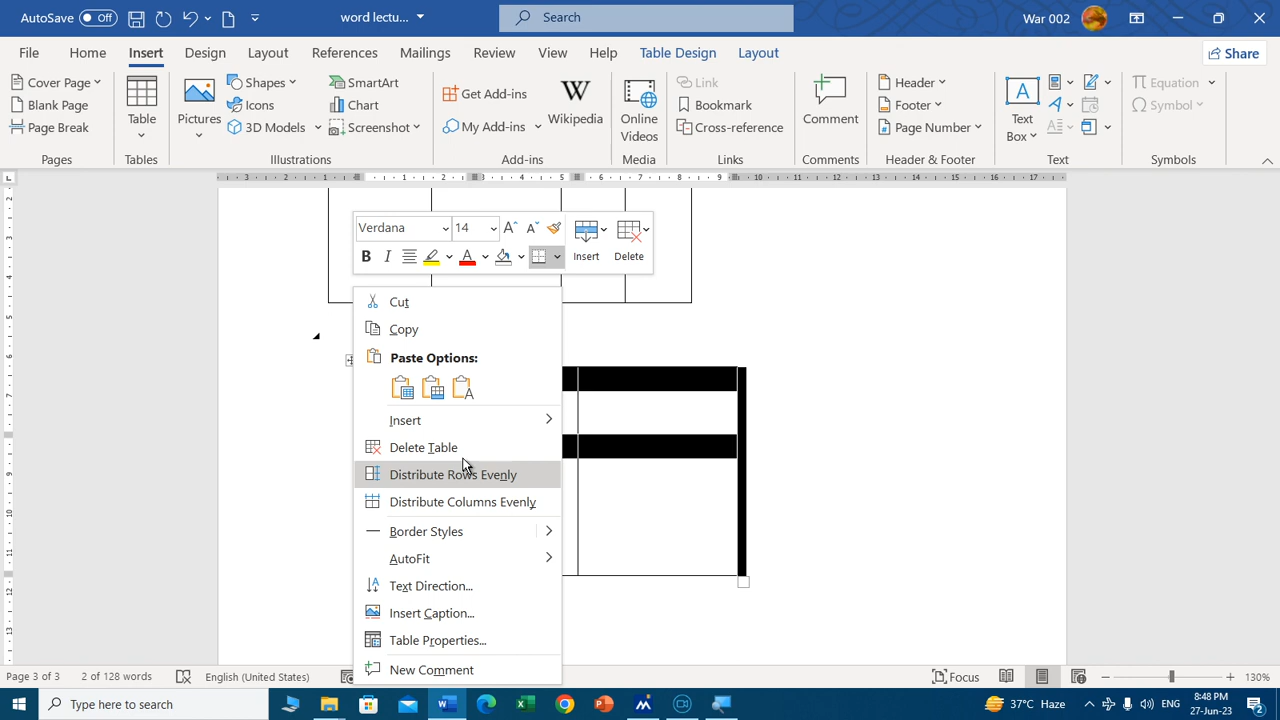 AutoSave Off
word lectu...
Search
War 002
File Home Insert Design Layout References Mailings Review View Help Table Design Layout
Share
Cover Page
Blank Page
Page Break
Pages
Table
Tables
Pictures
Shapes
Icons
3D Models
SmartArt
Chart
Screenshot
Illustrations
Get Add-ins
My Add-ins
Wikipedia
Add-ins
Online
Videos
Media
Link
Bookmark
Cross-reference
Links
Comment
Comments
Header
Footer
Page Number
Header & Footer
Text
Box
Text
Equation
Symbol
Symbols
Verdana 14
B I
Insert
Delete
Cut
Copy
Paste Options:
Insert
Delete Table
Distribute Rows Evenly
Distribute Columns Evenly
Border Styles
AutoFit
Text Direction...
Insert Caption...
Table Properties...
New Comment
Page 3 of 3 2 of 128 words English (United States)
Focus
130%
Type here to search
37°C Haze
ENG
8:48 PM
27-Jun-23